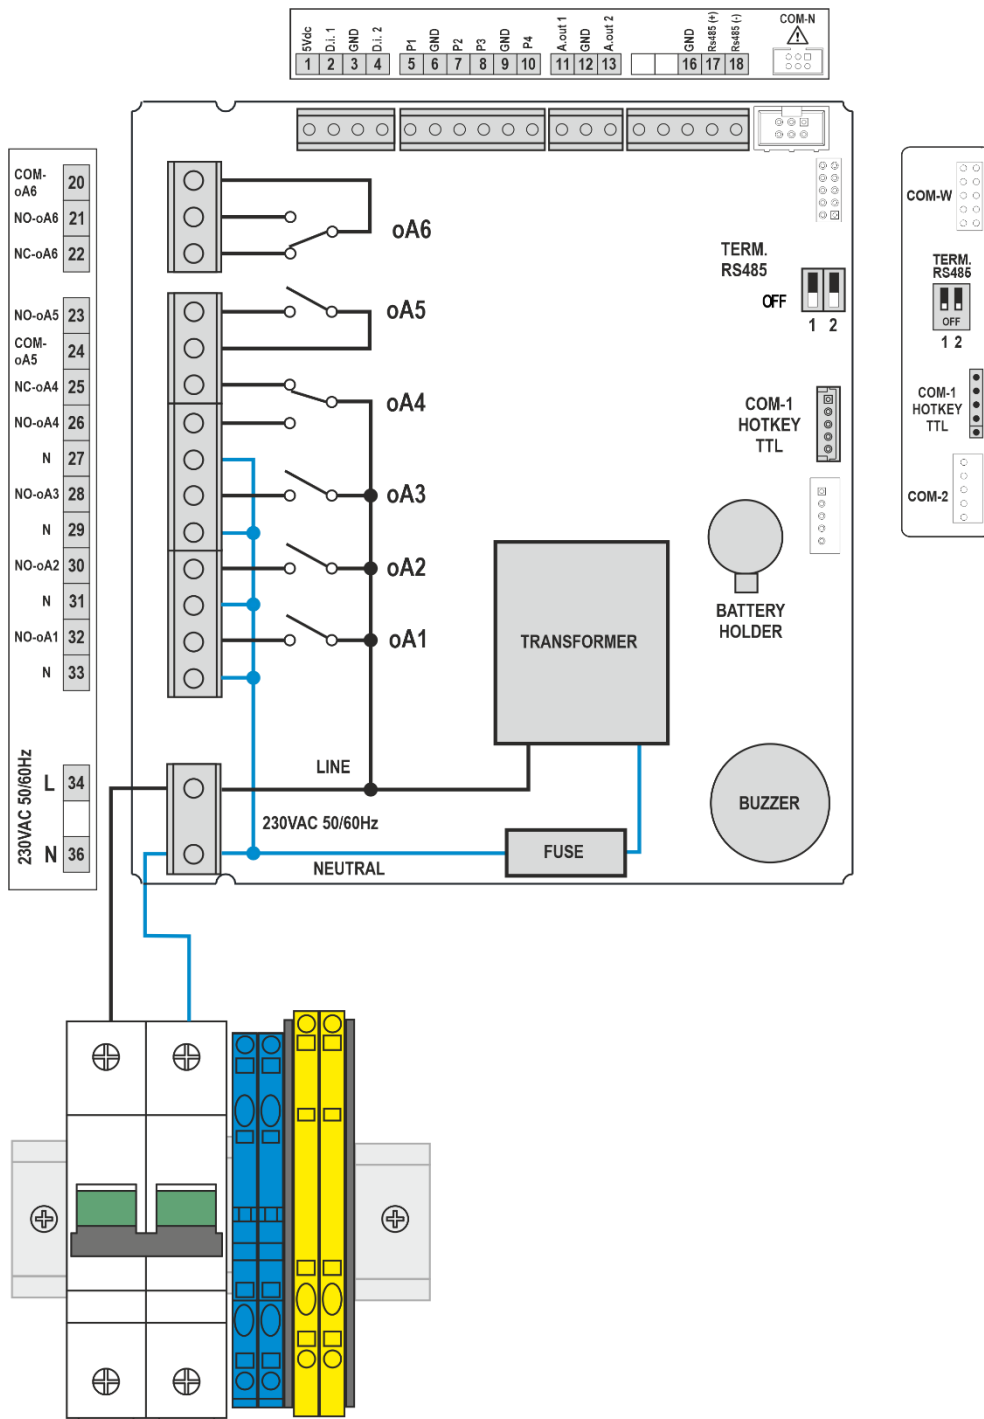 5Vdc D.i. 1 GND D.i. 2 P1 GND P2 P3 GND P4 A.out 1 GND A.out 2 GND Rs485 (+) Rs485 (-) COM-N
1 2 3 4 5 6 7 8 9 10 11 12 13 16 17 18
COM-oA6 20
NO-oA6 21
NC-oA6 22
NO-oA5 23
COM-oA5 24
NC-oA4 25
NO-oA4 26
N 27
NO-oA3 28
N 29
NO-oA2 30
N 31
NO-oA1 32
N 33
230VAC 50/60Hz
L 34
N 36
oA6
oA5
oA4
oA3
oA2
oA1
TERM.
RS485
OFF
1 2
COM-1
HOTKEY
TTL
BATTERY
HOLDER
TRANSFORMER
BUZZER
LINE
230VAC 50/60Hz
NEUTRAL
FUSE
COM-W
TERM.
RS485
OFF
1 2
COM-1
HOTKEY
TTL
COM-2